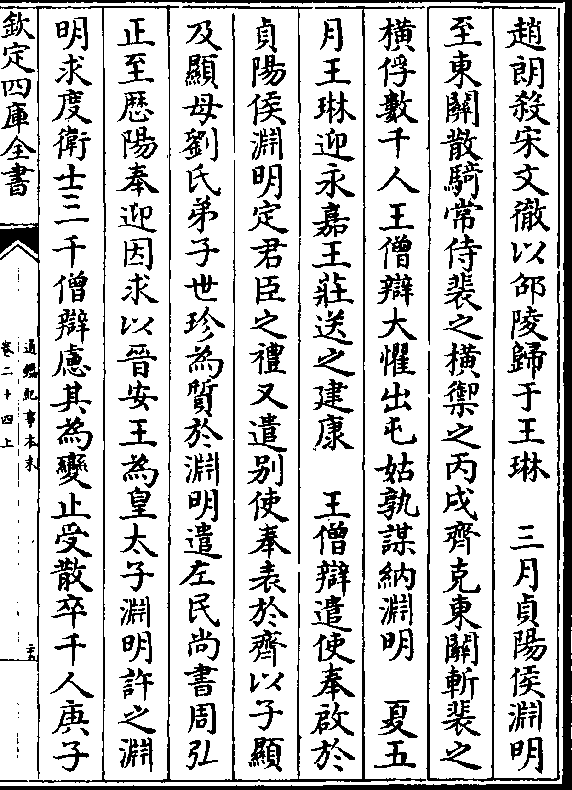 趙朗殺宋文徹以邵陵歸于王琳　三月貞陽侯淵明
至東關散騎常侍裴之橫禦之丙戍齊克東關斬裴之
橫俘數千人王僧辯大懼出屯姑孰謀納淵明　夏五
月王琳迎永嘉王莊送之建康　王僧辯遣使奉啟於
貞陽侯淵明定君臣之禮又遣别使奉表於齊以子顯
及顯母劉氏弟子世珍為質於淵明遣左民尚書周弘
正至歴陽奉迎因求以晉安王為皇太子淵明許之淵
明求度衛士三千僧辯慮其為變止受散卒千人庚子
欽定四庫全書
通鑑紀事本末
卷二十四上